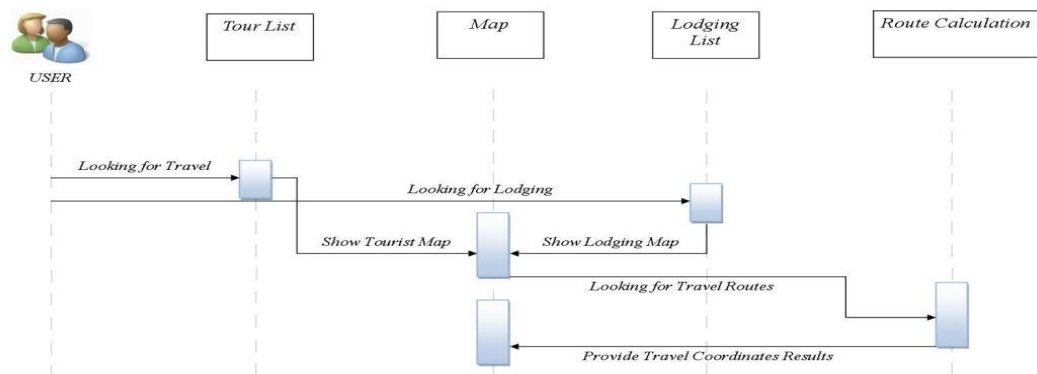 Tour List
Map
Lodging
List
Route Calculation
USER
Looking for Travel
Looking for Lodging
Show Tourist Map
Show Lodging Map
Looking for Travel Routes
Provide Travel Coordinates Results